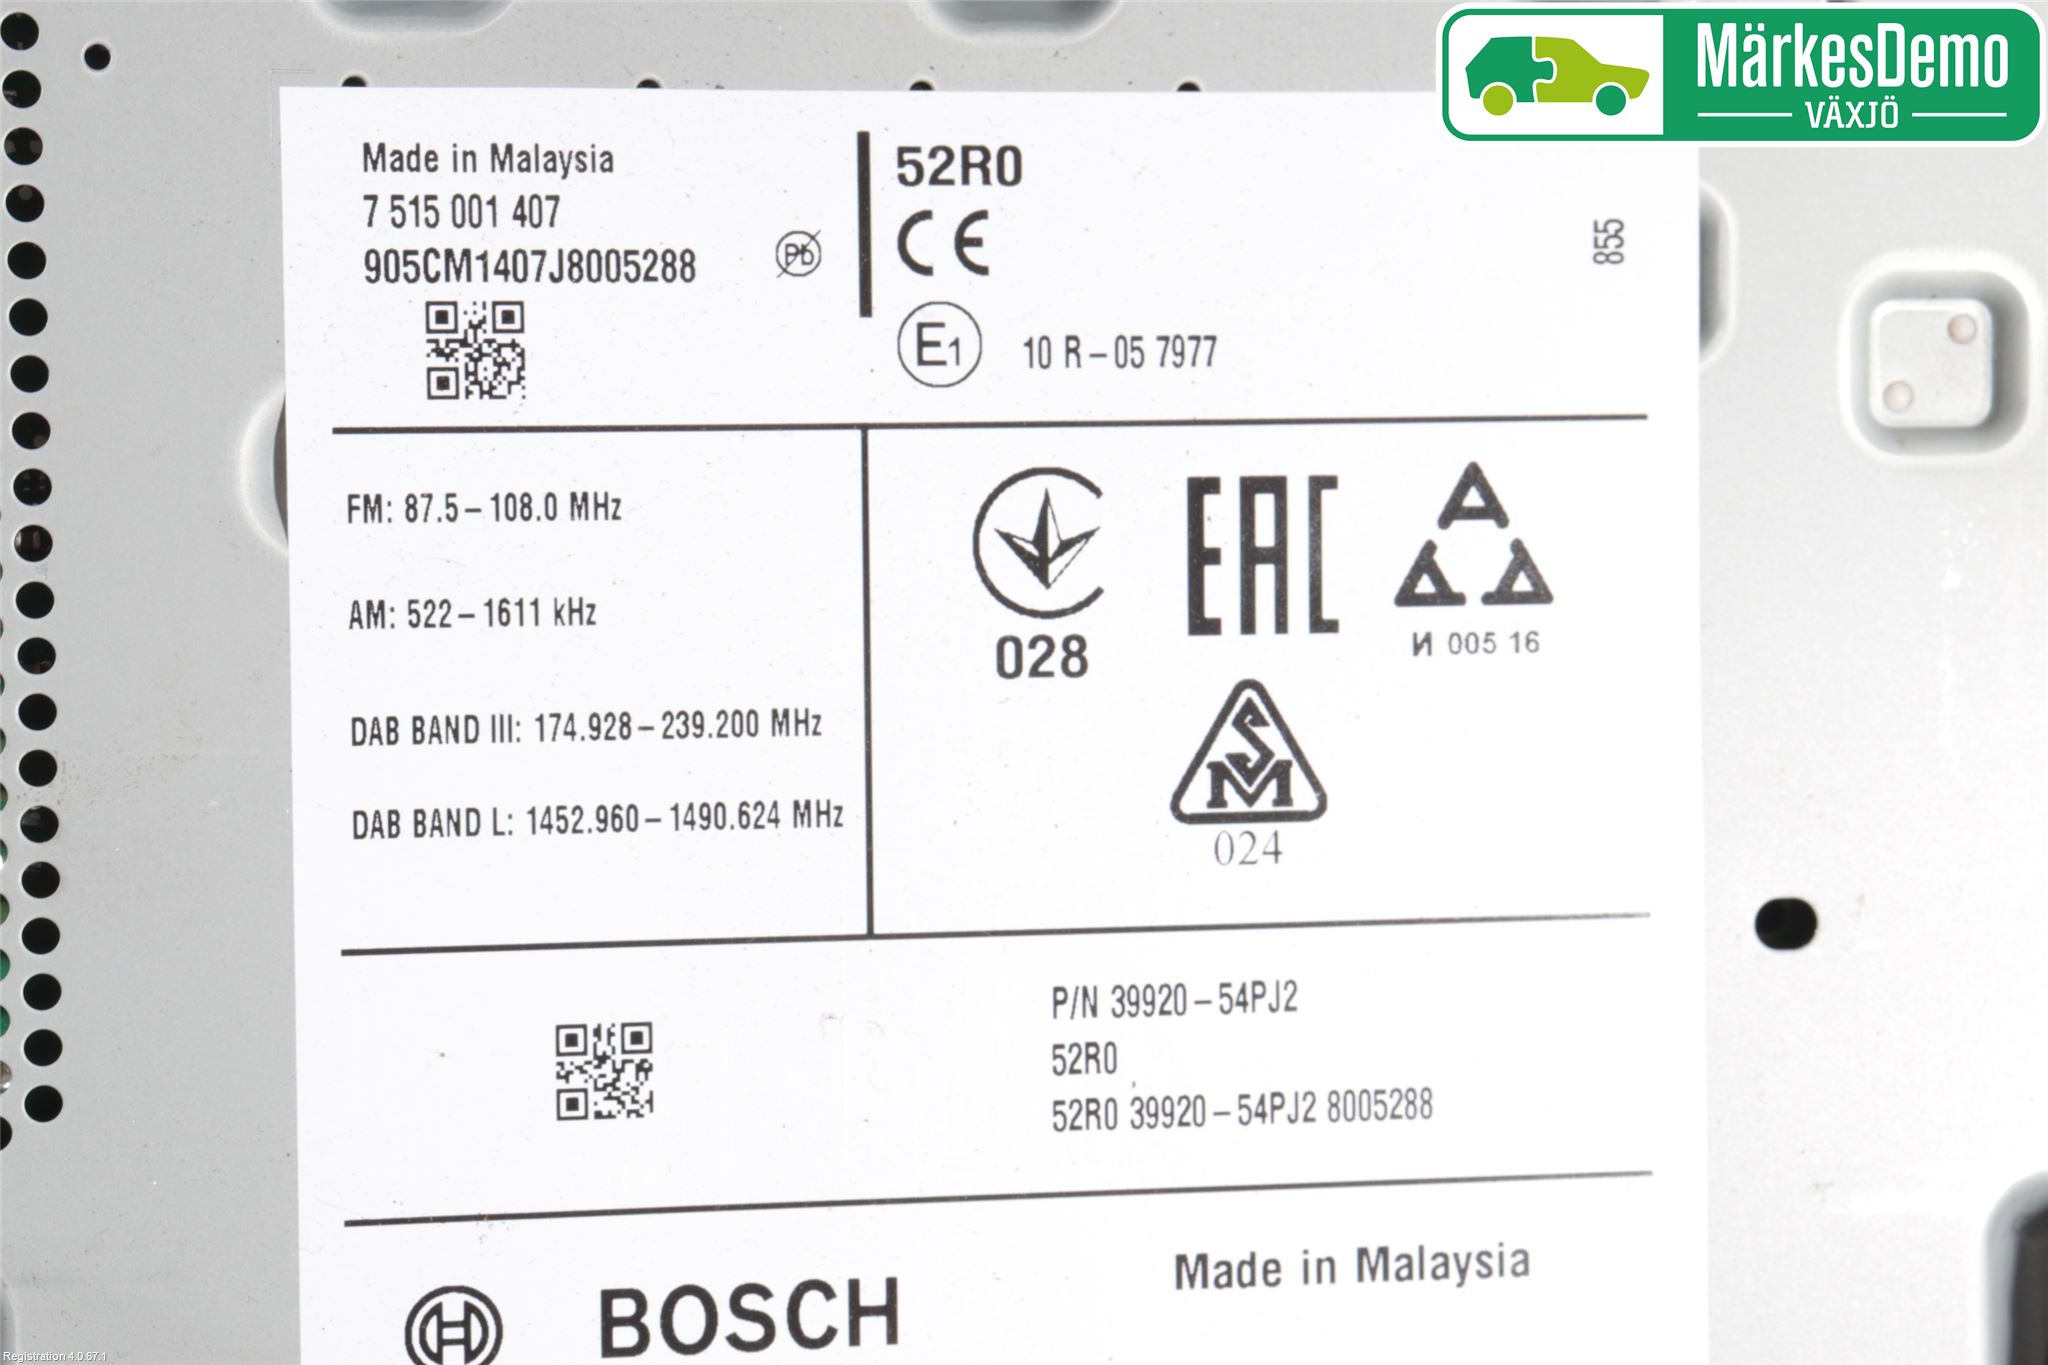 MärkesDemo
VÄXJÖ
Made in Malaysia
7 515 001 407
905CM1407J8005288
Pb
52R0
CE
E1
10 R – 05 7977
855
FM: 87.5 – 108.0 MHz
AM: 522 – 1611 kHz
DAB BAND III: 174.928 – 239.200 MHz
DAB BAND L: 1452.960 – 1490.624 MHz
028
EAC
И 005 16
SM
024
P/N 39920 – 54PJ2
52R0
52R0 39920 – 54PJ2 8005288
BOSCH
Made in Malaysia
Registration 4.0.67.1